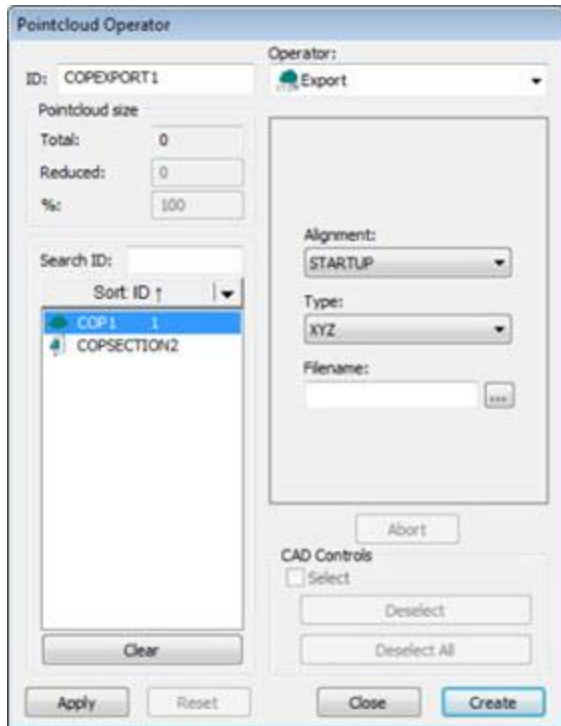 Pointcloud Operator
Operator:
ID: COPEXPORT1
Export
Pointcloud size
Total: 0
Reduced: 0
%: 100
Search ID:
Sort ID ↑
COP1 1
COPSECTION2
Clear
Alignment:
STARTUP
Type:
XYZ
Filename:
...
Abort
CAD Controls
Select
Deselect
Deselect All
Apply Reset Close Create